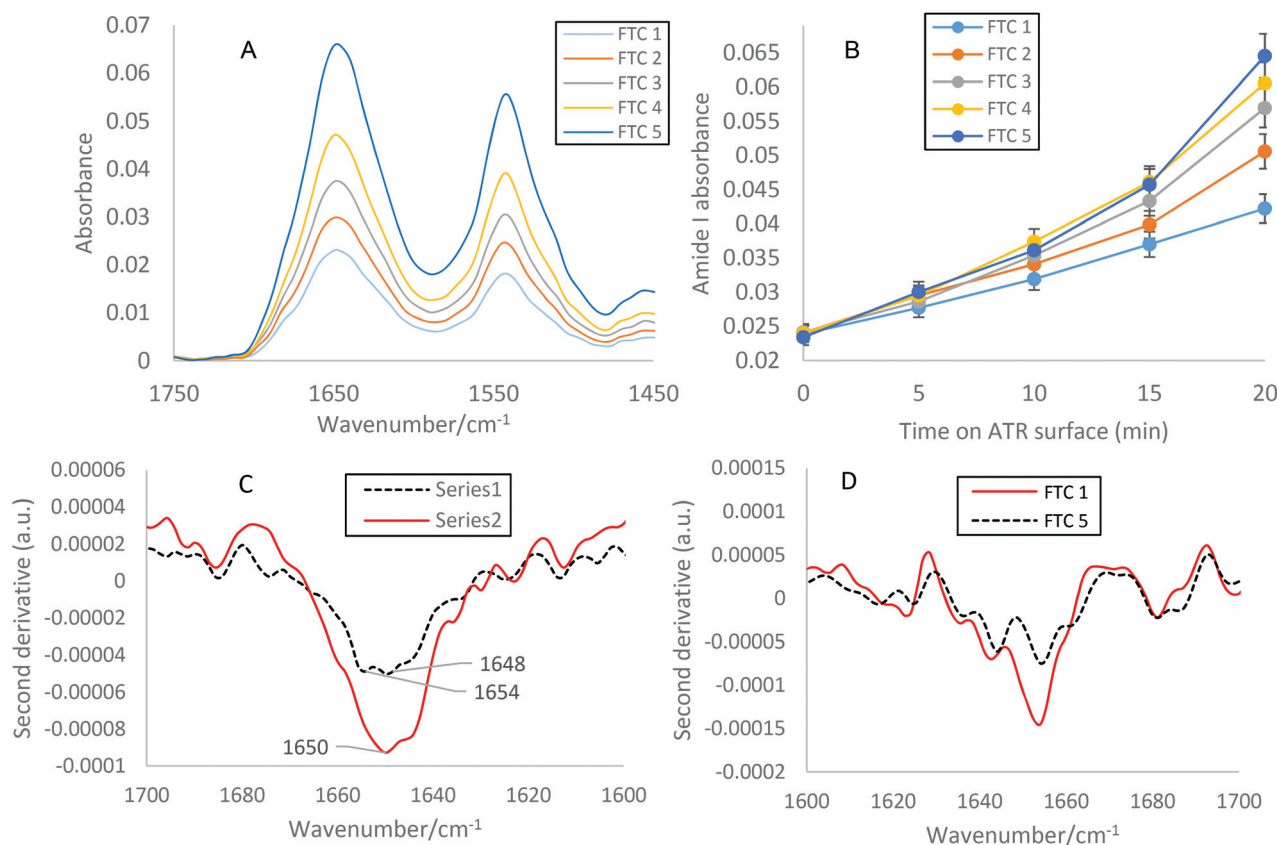 A
0.07
0.06
0.05
0.04
0.03
0.02
0.01
0
Absorbance
1750
1650
1550
1450
Wavenumber/cm⁻¹
FTC 1
FTC 2
FTC 3
FTC 4
FTC 5
B
0.065
0.06
0.055
0.05
0.045
0.04
0.035
0.03
0.025
0.02
Amide I absorbance
0
5
10
15
20
Time on ATR surface (min)
FTC 1
FTC 2
FTC 3
FTC 4
FTC 5
C
0.00006
0.00004
0.00002
0
-0.00002
-0.00004
-0.00006
-0.00008
-0.0001
Second derivative (a.u.)
1700
1680
1660
1640
1620
1600
Wavenumber/cm⁻¹
Series1
Series2
1648
1654
1650
D
0.00015
0.0001
0.00005
0
-0.00005
-0.0001
-0.00015
-0.0002
Second derivative (a.u.)
1600
1620
1640
1660
1680
1700
Wavenumber/cm⁻¹
FTC 1
FTC 5